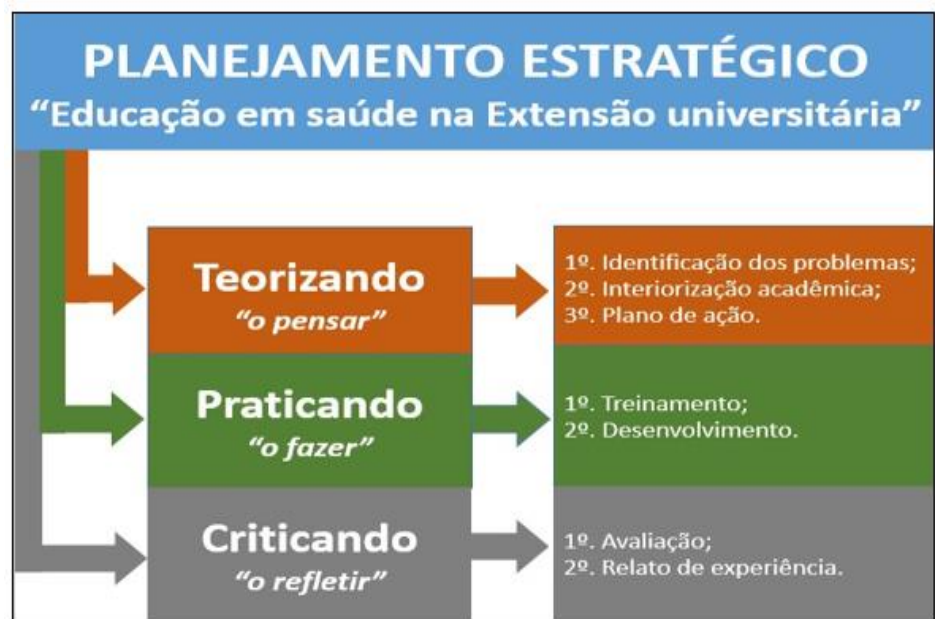 PLANEJAMENTO ESTRATÉGICO
“Educação em saúde na Extensão universitária”
Teorizando
“o pensar”
1º. Identificação dos problemas;
2º. Interiorização acadêmica;
3º. Plano de ação.
Praticando
“o fazer”
1º. Treinamento;
2º. Desenvolvimento.
Criticando
“o refletir”
1º. Avaliação;
2º. Relato de experiência.